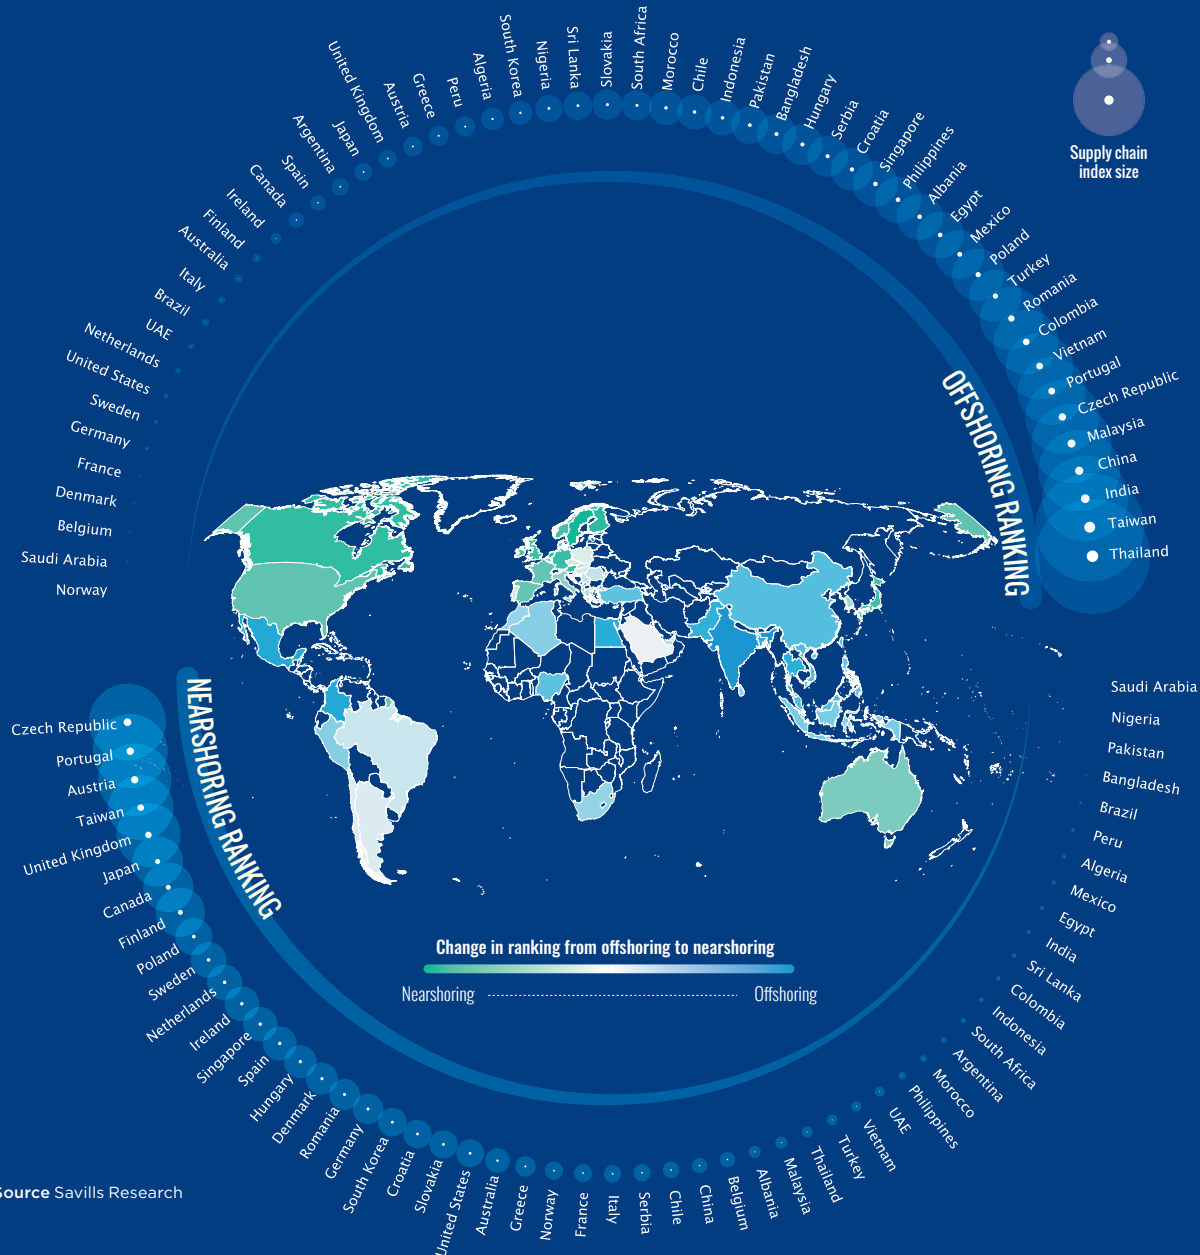 Supply chain
index size
OFFSHORING RANKING
Norway
Saudi Arabia
Belgium
Denmark
France
Germany
Sweden
United States
Netherlands
UAE
Brazil
Italy
Australia
Finland
Ireland
Canada
Spain
Argentina
Japan
United Kingdom
Austria
Greece
Peru
Algeria
South Korea
Nigeria
Sri Lanka
Slovakia
South Africa
Morocco
Chile
Indonesia
Pakistan
Bangladesh
Hungary
Serbia
Croatia
Singapore
Philippines
Albania
Egypt
Mexico
Poland
Turkey
Romania
Colombia
Vietnam
Portugal
Czech Republic
Malaysia
China
India
Taiwan
Thailand
NEARSHORING RANKING
Czech Republic
Portugal
Austria
Taiwan
United Kingdom
Japan
Canada
Finland
Poland
Sweden
Netherlands
Ireland
Singapore
Spain
Hungary
Denmark
Romania
Germany
South Korea
Croatia
Slovakia
United States
Australia
Greece
Norway
France
Italy
Serbia
Chile
China
Belgium
Albania
Malaysia
Thailand
Turkey
Vietnam
UAE
Philippines
Morocco
Argentina
South Africa
Indonesia
Colombia
Sri Lanka
India
Egypt
Mexico
Algeria
Peru
Brazil
Bangladesh
Pakistan
Nigeria
Saudi Arabia
Change in ranking from offshoring to nearshoring
Nearshoring Offshoring
Source Savills Research